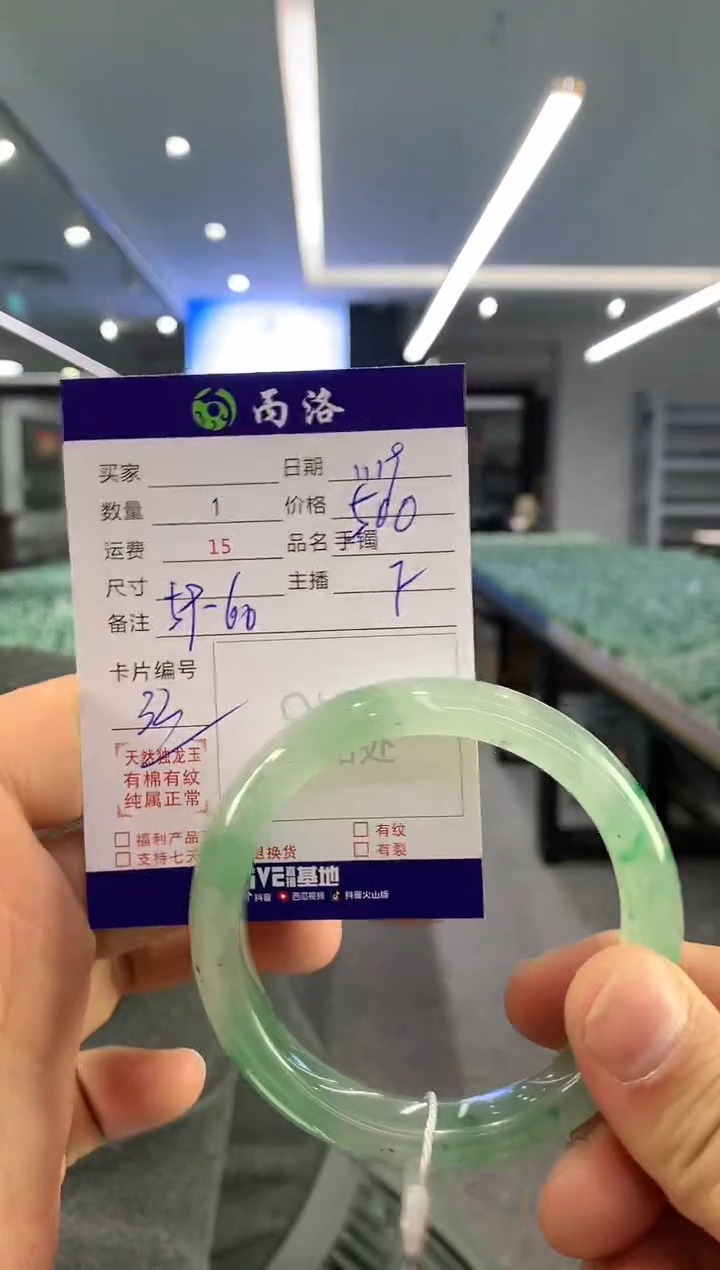 雨洛
买家 日期 11.19
数量 1 价格 500
运费 15 品名 手镯
尺寸 59-60 主播
备注
卡片编号
33
天然独龙玉
有棉有纹
纯属正常
福利产品 退换货 有纹
支持七天 有裂
基地
抖音 西瓜视频 抖音火山版